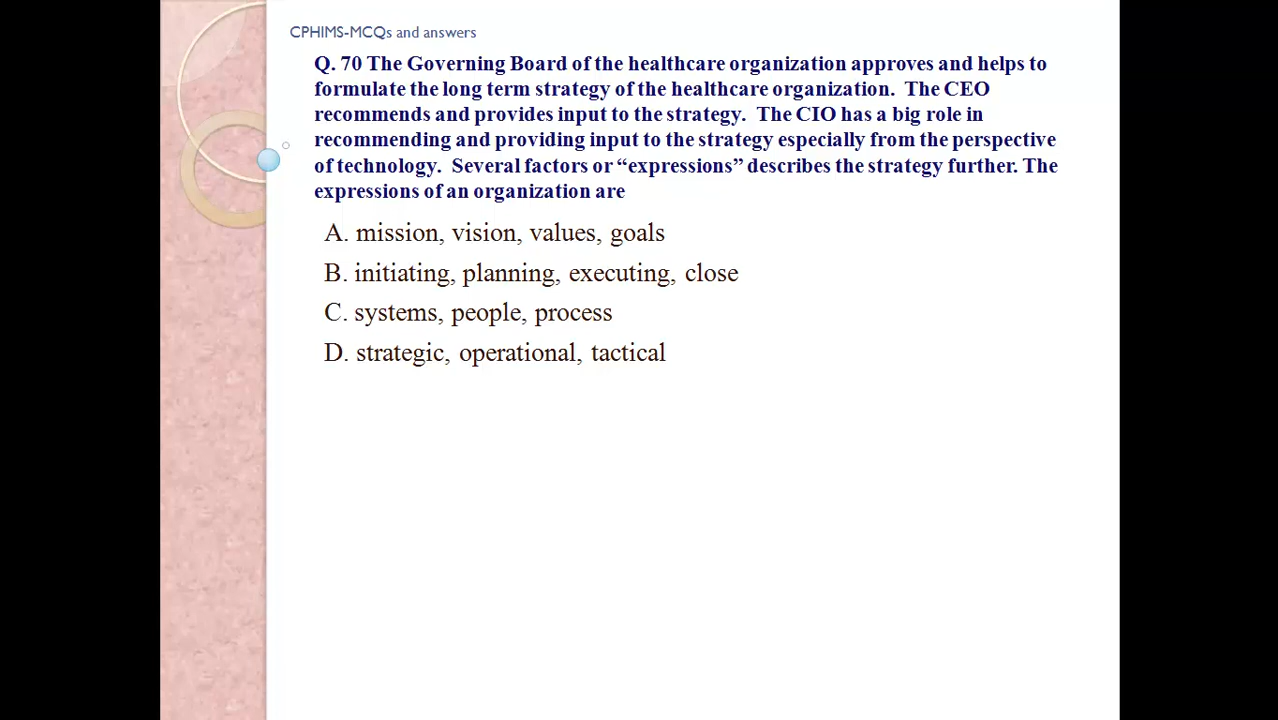 CPHIMS-MCQs and answers
Q. 70 The Governing Board of the healthcare organization approves and helps to
formulate the long term strategy of the healthcare organization.  The CEO
recommends and provides input to the strategy.  The CIO has a big role in
recommending and providing input to the strategy especially from the perspective
of technology.  Several factors or “expressions” describes the strategy further. The
expressions of an organization are
A. mission, vision, values, goals
B. initiating, planning, executing, close
C. systems, people, process
D. strategic, operational, tactical